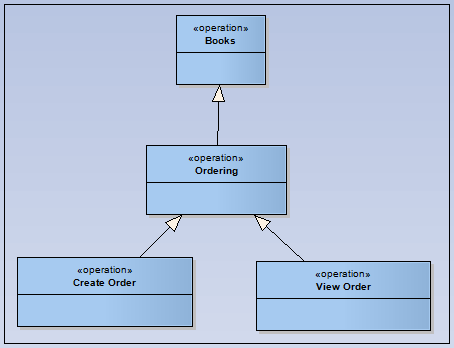 «operation»
Books
«operation»
Ordering
«operation»
Create Order
«operation»
View Order